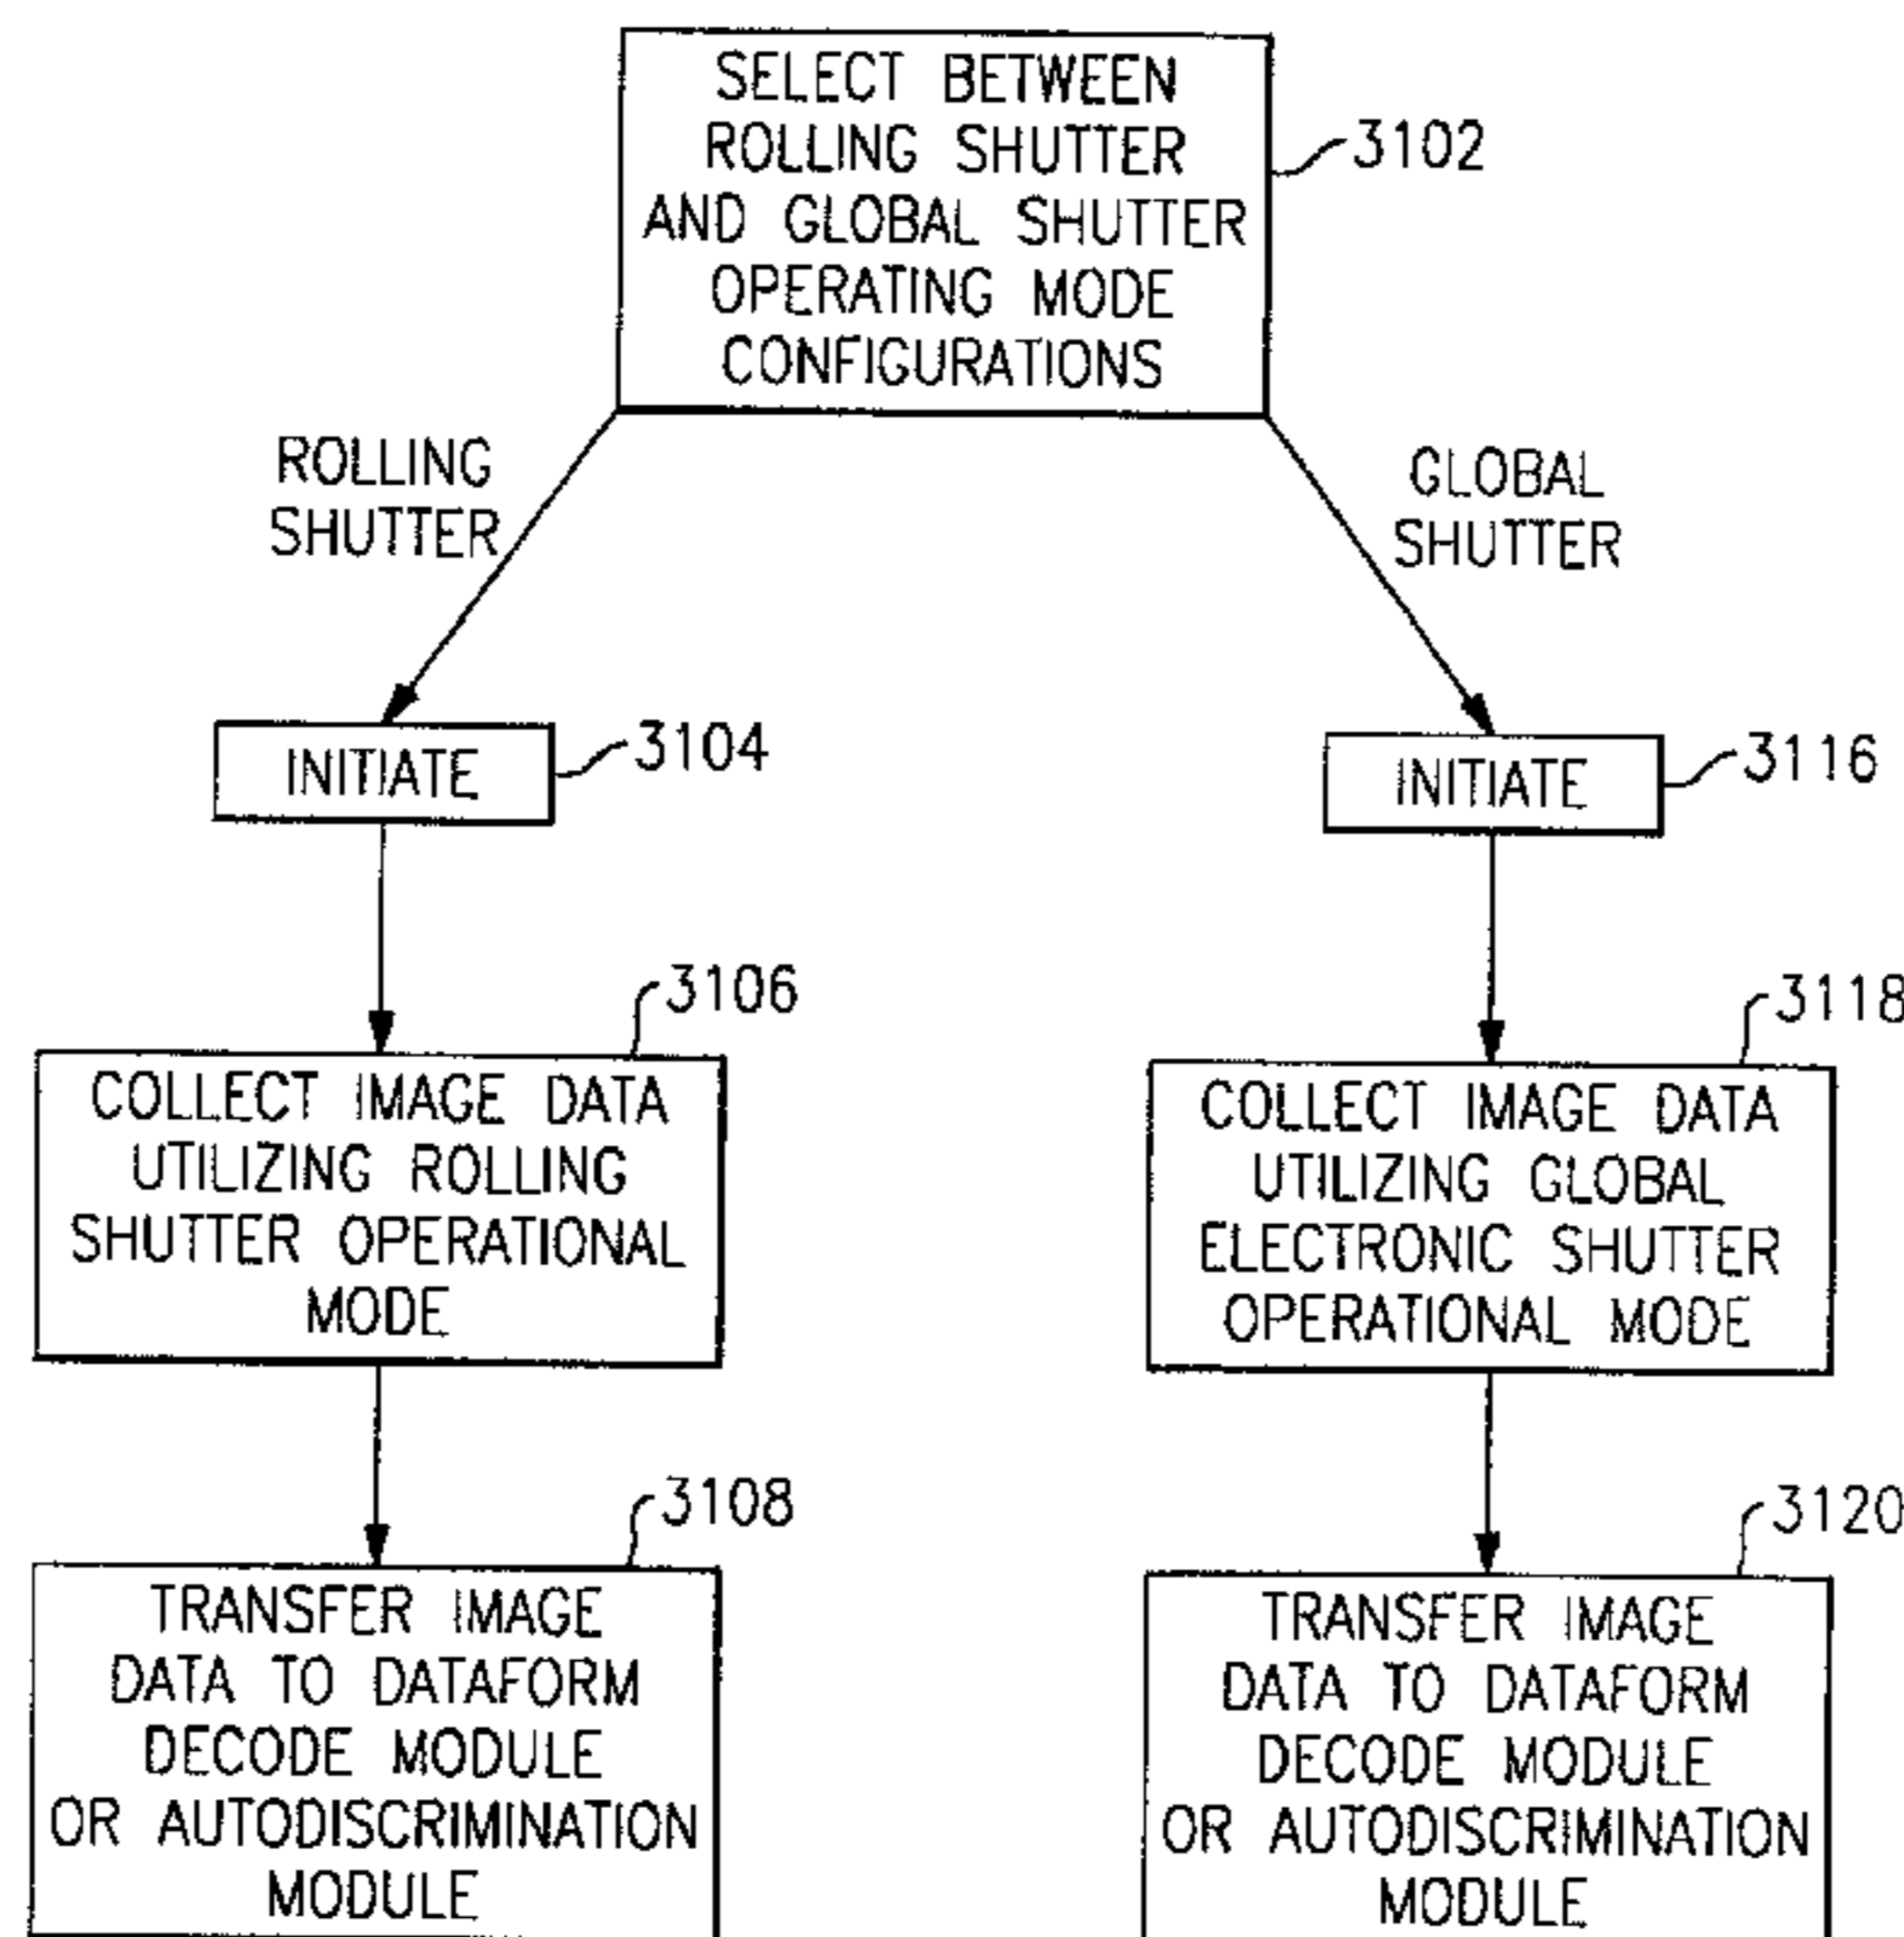 SELECT BETWEEN
ROLLING SHUTTER
AND GLOBAL SHUTTER
OPERATING MODE
CONFIGURATIONS
3102
ROLLING
SHUTTER
GLOBAL
SHUTTER
INITIATE
3104
INITIATE
3116
3106
COLLECT IMAGE DATA
UTILIZING ROLLING
SHUTTER OPERATIONAL
MODE
3118
COLLECT IMAGE DATA
UTILIZING GLOBAL
ELECTRONIC SHUTTER
OPERATIONAL MODE
3108
TRANSFER IMAGE
DATA TO DATAFORM
DECODE MODULE
OR AUTODISCRIMINATION
MODULE
3120
TRANSFER IMAGE
DATA TO DATAFORM
DECODE MODULE
OR AUTODISCRIMINATION
MODULE